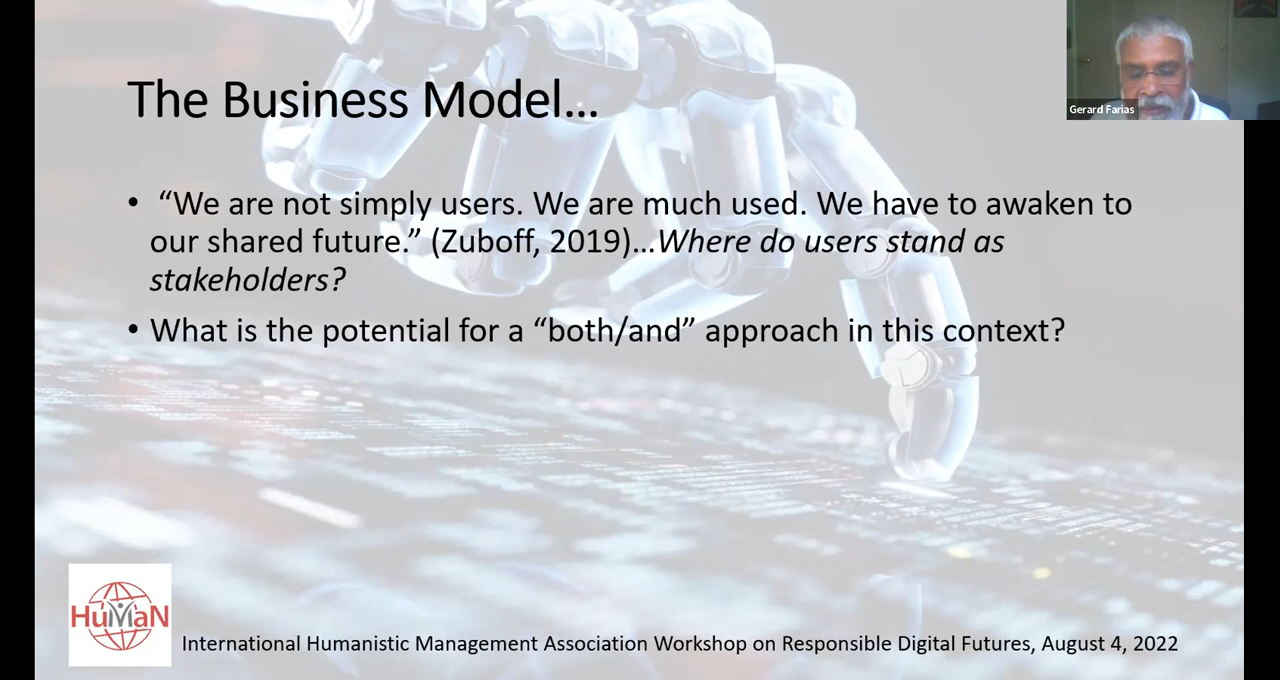 The Business Model...
Gerard Farias
• “We are not simply users. We are much used. We have to awaken to
our shared future.” (Zuboff, 2019)...Where do users stand as
stakeholders?
• What is the potential for a “both/and” approach in this context?
HuMaN
International Humanistic Management Association Workshop on Responsible Digital Futures, August 4, 2022